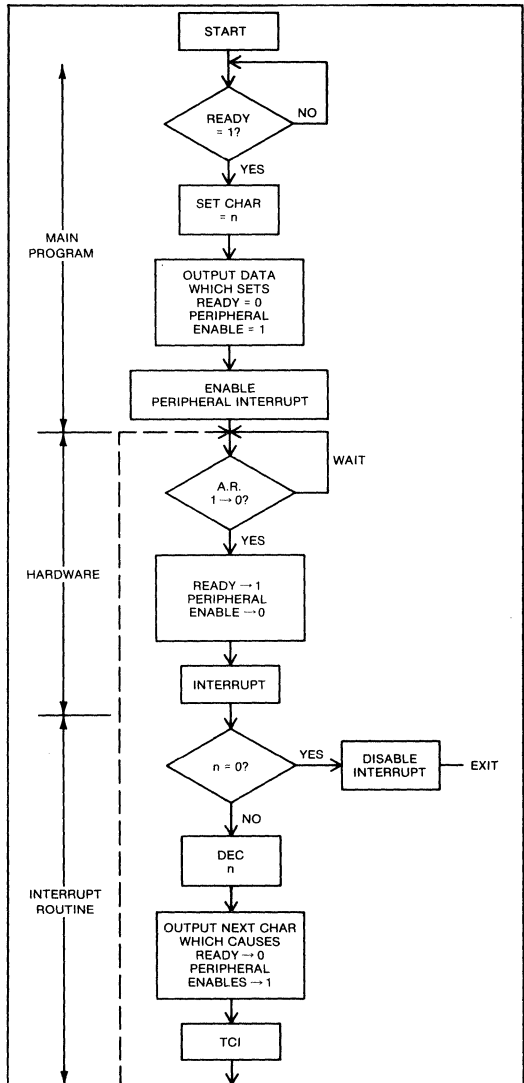 START
READY
= 1?
NO
YES
SET CHAR
= n
MAIN
PROGRAM
OUTPUT DATA
WHICH SETS
READY = 0
PERIPHERAL
ENABLE = 1
ENABLE
PERIPHERAL INTERRUPT
WAIT
A.R.
1 → 0?
YES
HARDWARE
READY → 1
PERIPHERAL
ENABLE → 0
INTERRUPT
n = 0?
YES
DISABLE
INTERRUPT
EXIT
NO
DEC
n
INTERRUPT
ROUTINE
OUTPUT NEXT CHAR
WHICH CAUSES
READY → 0
PERIPHERAL
ENABLES → 1
TCI